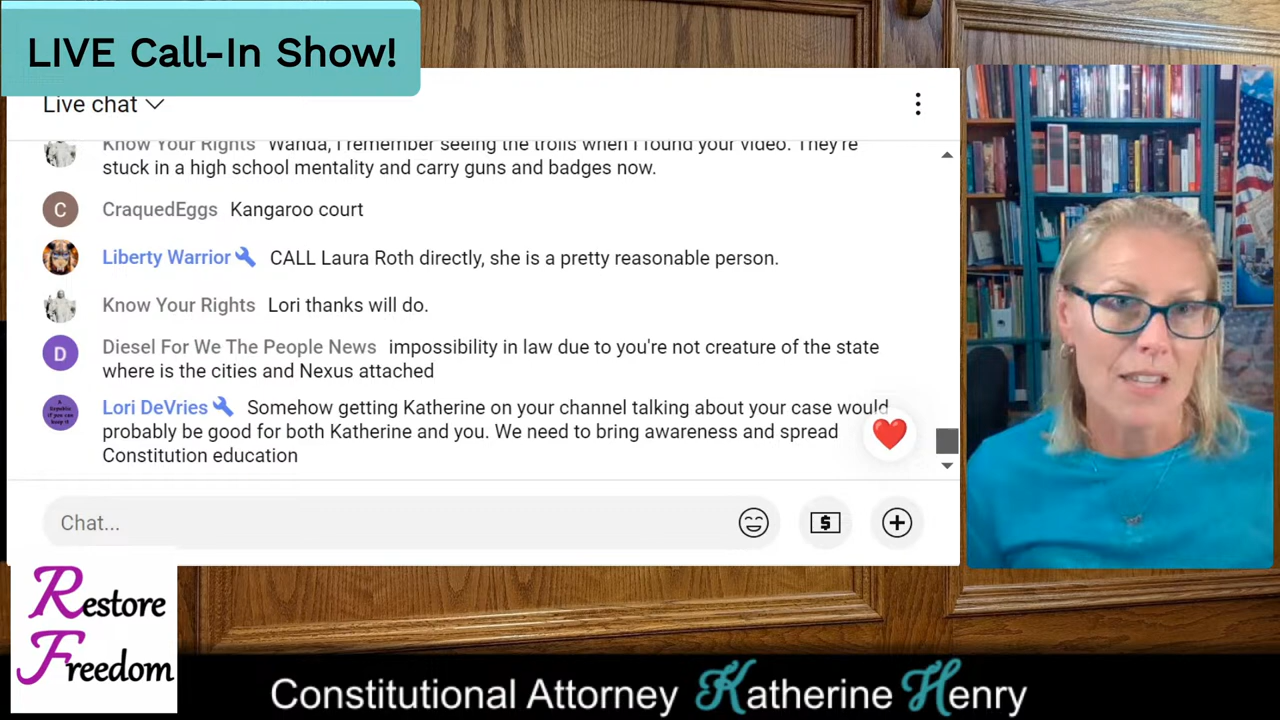 LIVE Call-In Show!
Live chat
Know Your Rights Wanda, I remember seeing the trolls when I found your video. They're
stuck in a high school mentality and carry guns and badges now.
C CraquedEggs Kangaroo court
Liberty Warrior CALL Laura Roth directly, she is a pretty reasonable person.
Know Your Rights Lori thanks will do.
D Diesel For We The People News impossibility in law due to you're not creature of the state
where is the cities and Nexus attached
Lori DeVries Somehow getting Katherine on your channel talking about your case would
probably be good for both Katherine and you. We need to bring awareness and spread
Constitution education
Chat...
$
Restore
Freedom
Constitutional Attorney Katherine Henry